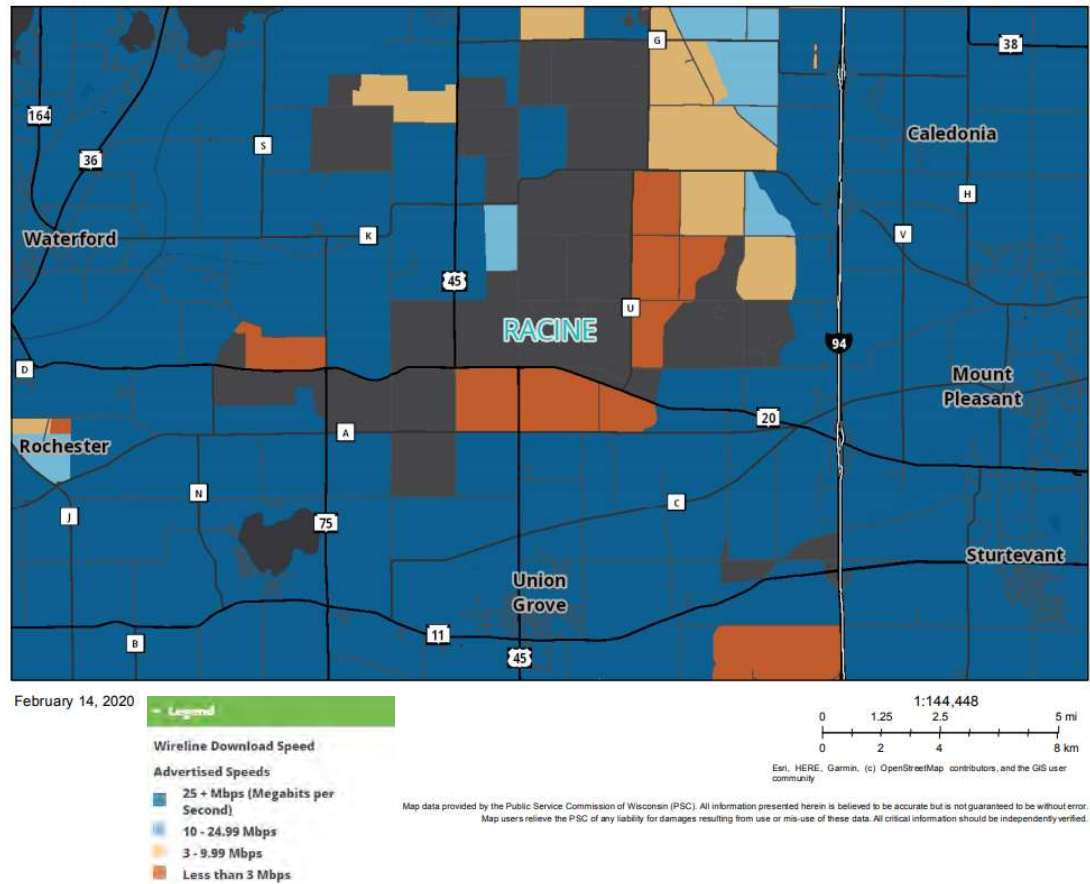 G
38
164
S
36
Caledonia
H
Waterford
K
V
45
U
RACINE
94
D
Mount
Pleasant
20
A
Rochester
N
C
J
75
Sturtevant
Union
Grove
11
B
45
February 14, 2020
Legend
Wireline Download Speed
Advertised Speeds
25 + Mbps (Megabits per
Second)
10 - 24.99 Mbps
3 - 9.99 Mbps
Less than 3 Mbps
1:144,448
0 1.25 2.5 5 mi
0 2 4 8 km
Esri, HERE, Garmin, (c) OpenStreetMap contributors, and the GIS user
community
Map data provided by the Public Service Commission of Wisconsin (PSC). All information presented herein is believed to be accurate but is not guaranteed to be without error.
Map users relieve the PSC of any liability for damages resulting from use or mis-use of these data. All critical information should be independently verified.